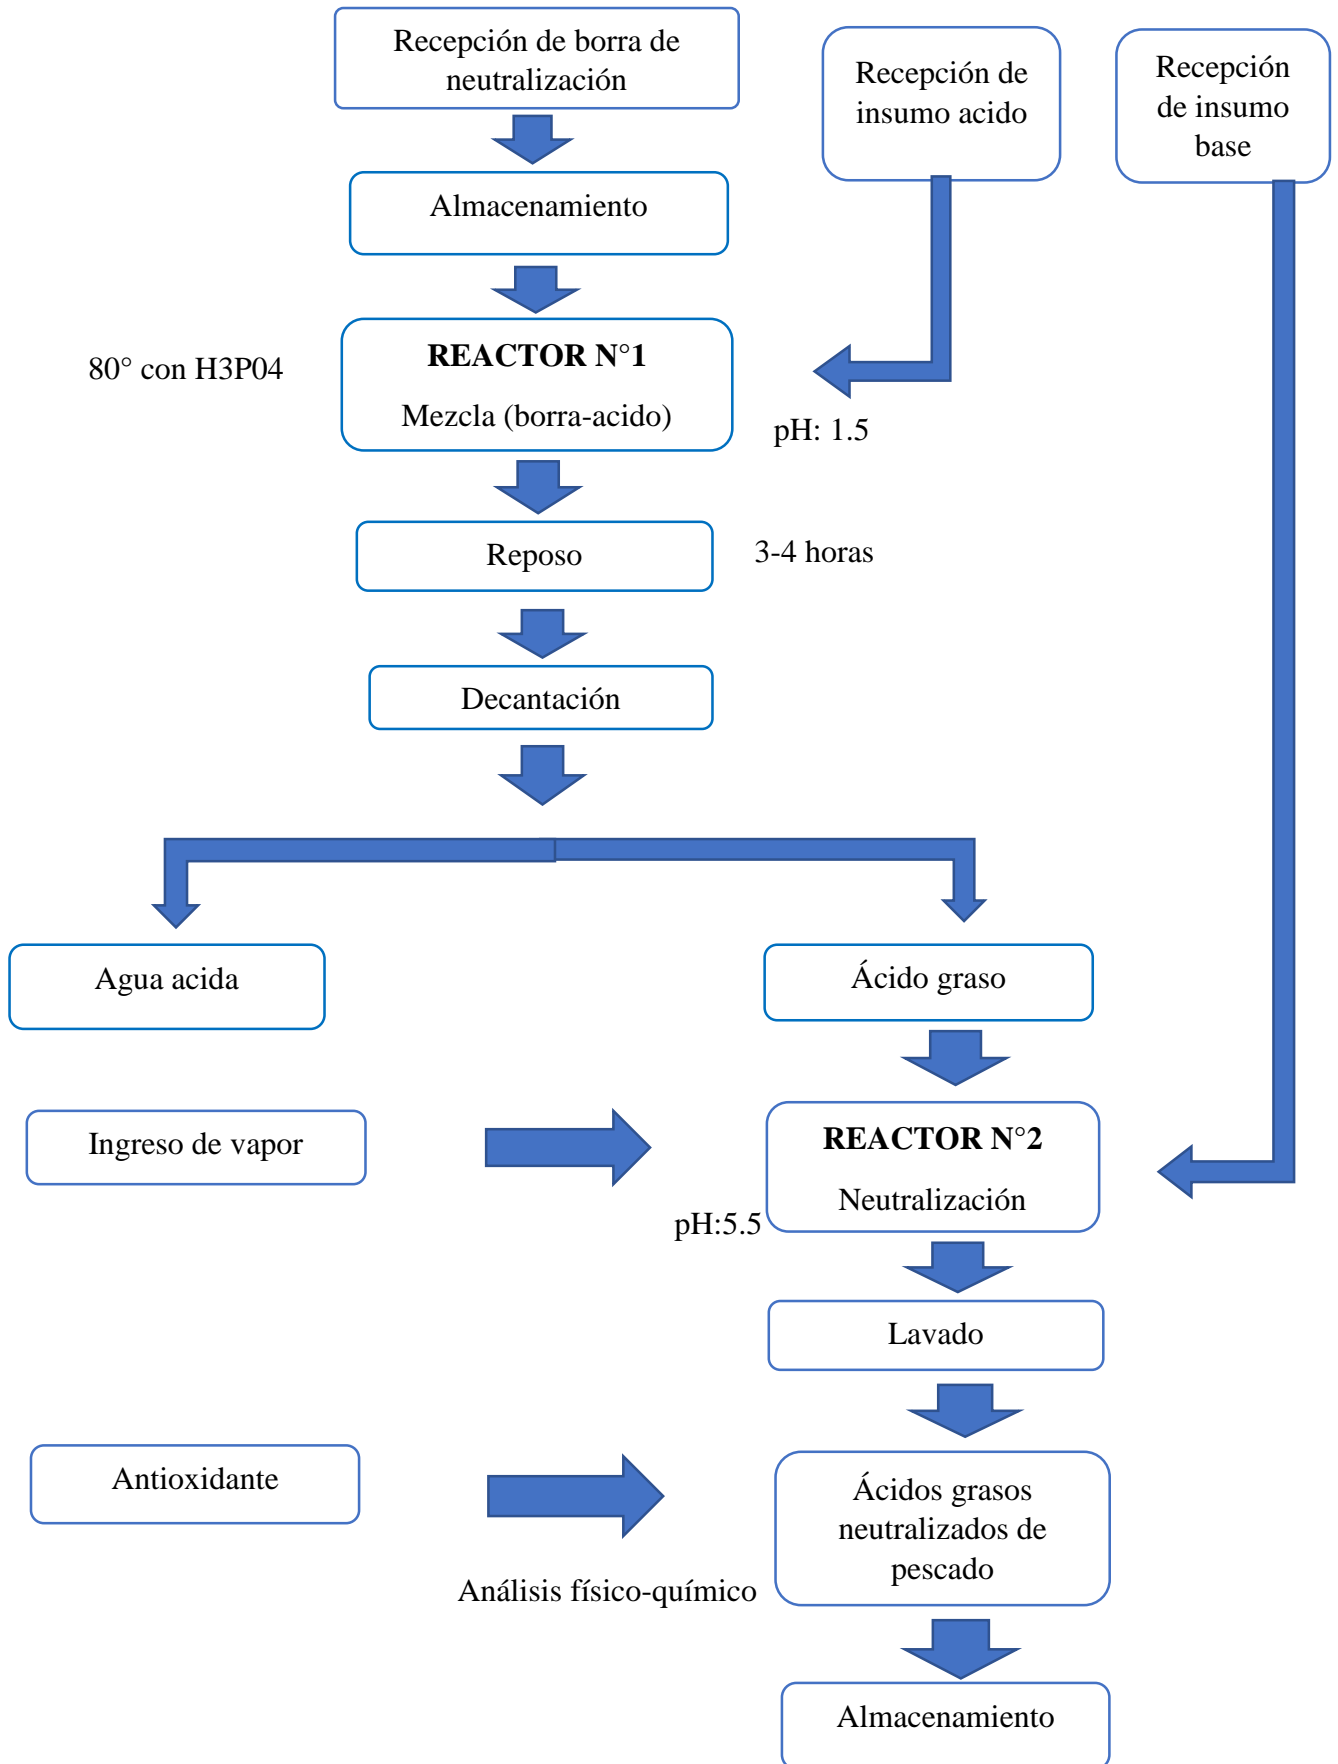 Recepción de borra de
neutralización
Recepción de
insumo acido
Recepción
de insumo
base
Almacenamiento
80° con H3P04
REACTOR N°1
Mezcla (borra-acido)
pH: 1.5
Reposo
3-4 horas
Decantación
Agua acida
Ácido graso
Ingreso de vapor
REACTOR N°2
Neutralización
pH:5.5
Lavado
Antioxidante
Ácidos grasos
neutralizados de
pescado
Análisis físico-químico
Almacenamiento